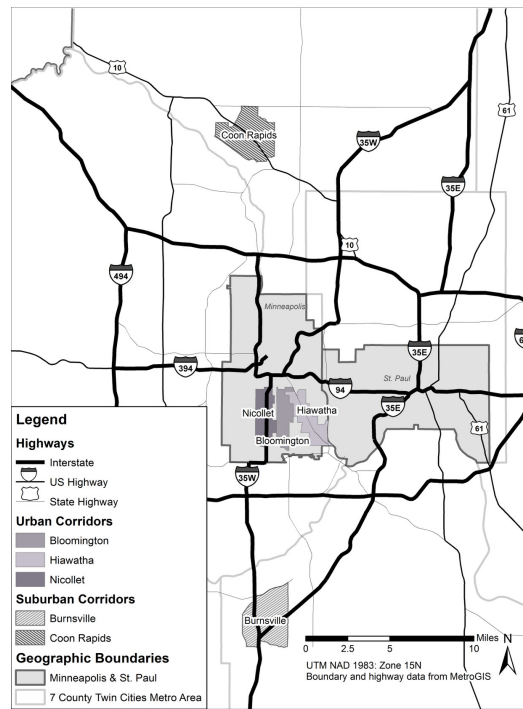 10
61
Coon Rapids
35W
35E
10
494
Minneapolis
35E
394
St. Paul
94
Nicollet
Hiawatha
35E
Bloomington
61
35W
Burnsville
Legend
Highways
Interstate
US Highway
State Highway
Urban Corridors
Bloomington
Hiawatha
Nicollet
Suburban Corridors
Burnsville
Coon Rapids
Geographic Boundaries
Minneapolis & St. Paul
7 County Twin Cities Metro Area
Miles
0 2.5 5 10
N
UTM NAD 1983: Zone 15N
Boundary and highway data from MetroGIS